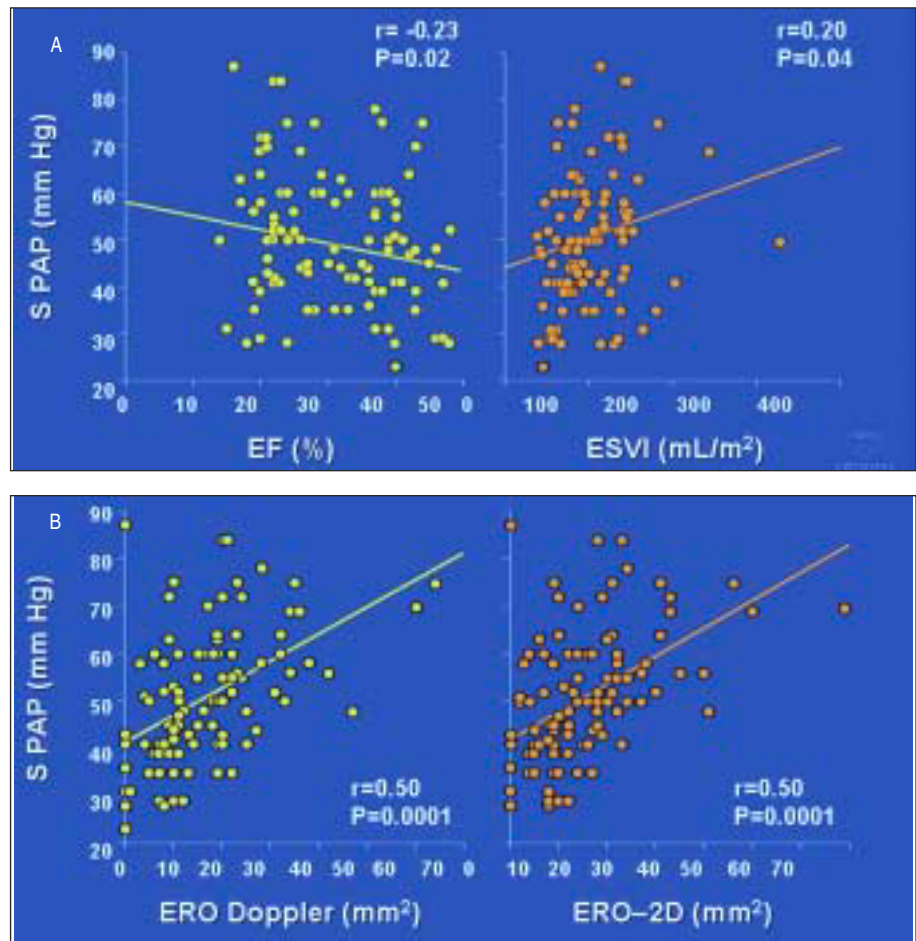 A
r= -0.23
P=0.02
r=0.20
P=0.04
S PAP (mm Hg)
90
80
70
60
50
40
30
20
0 10 20 30 40 50 0 100 200 300 400
EF (%)
ESVI (mL/m²)
B
S PAP (mm Hg)
90
80
70
60
50
40
30
20
r=0.50
P=0.0001
r=0.50
P=0.0001
0 10 20 30 40 50 60 70 0 10 20 30 40 50 60 70
ERO Doppler (mm²)
ERO–2D (mm²)